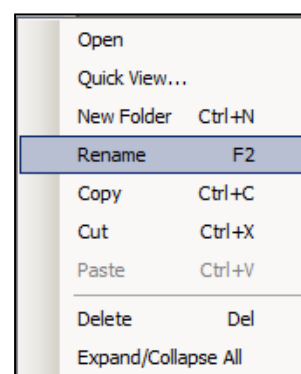 Open
Quick View...
New Folder Ctrl+N
Rename F2
Copy Ctrl+C
Cut Ctrl+X
Paste Ctrl+V
Delete Del
Expand/Collapse All